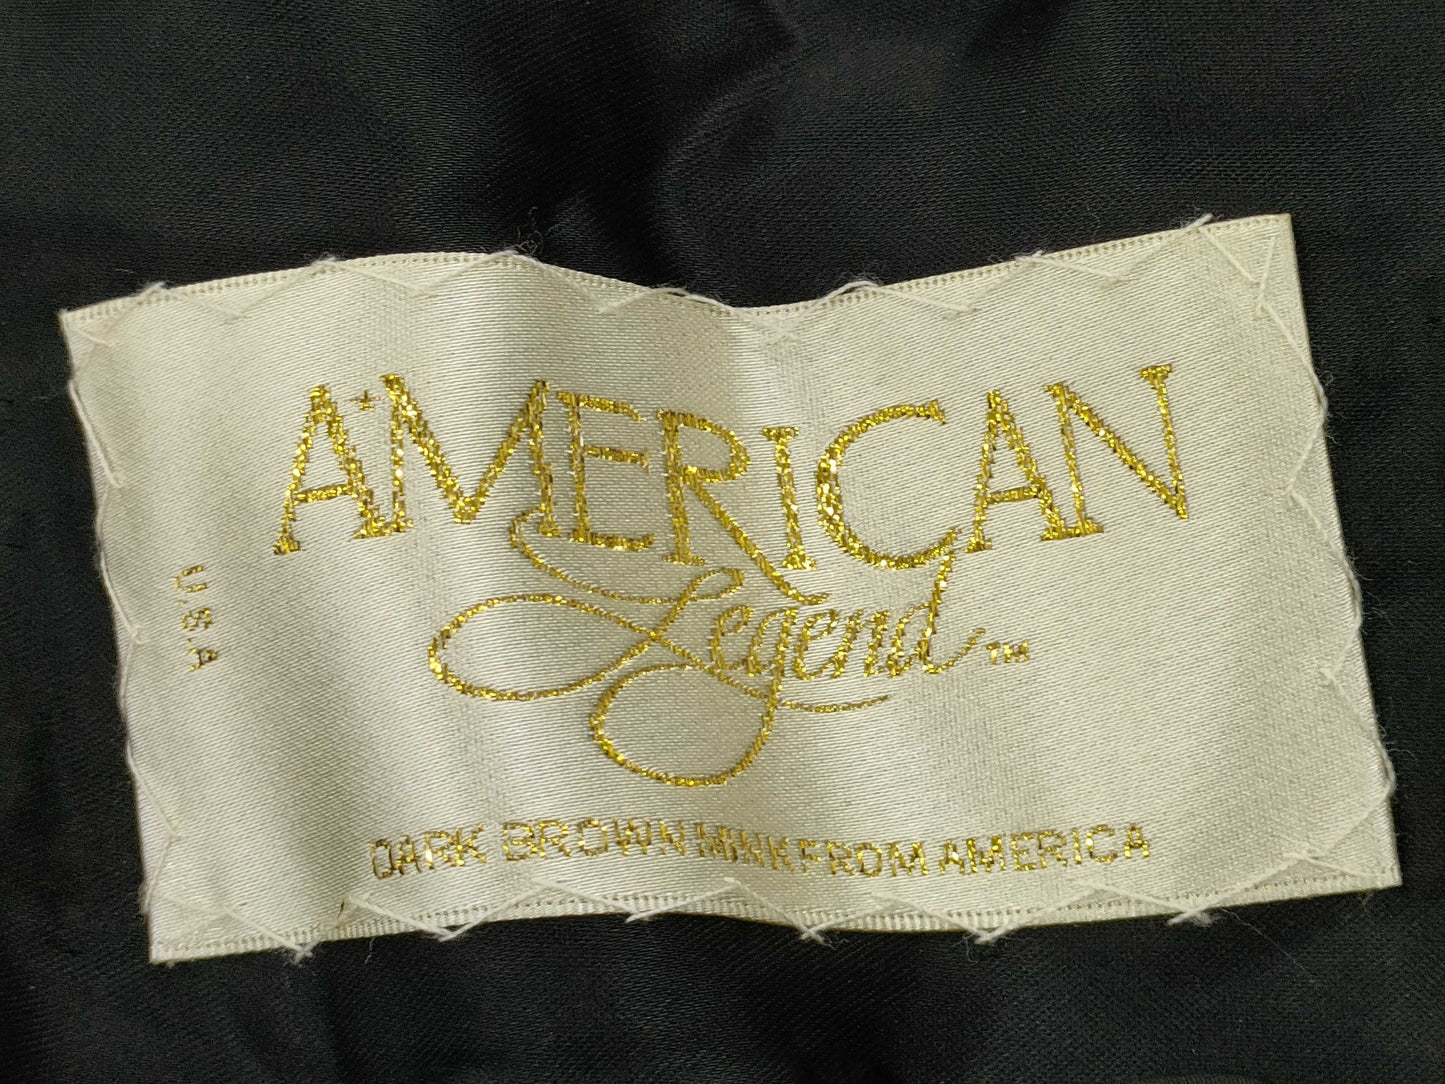 AMERICAN
Legend™
U.S.A
DARK BROWN MINK FROM AMERICA